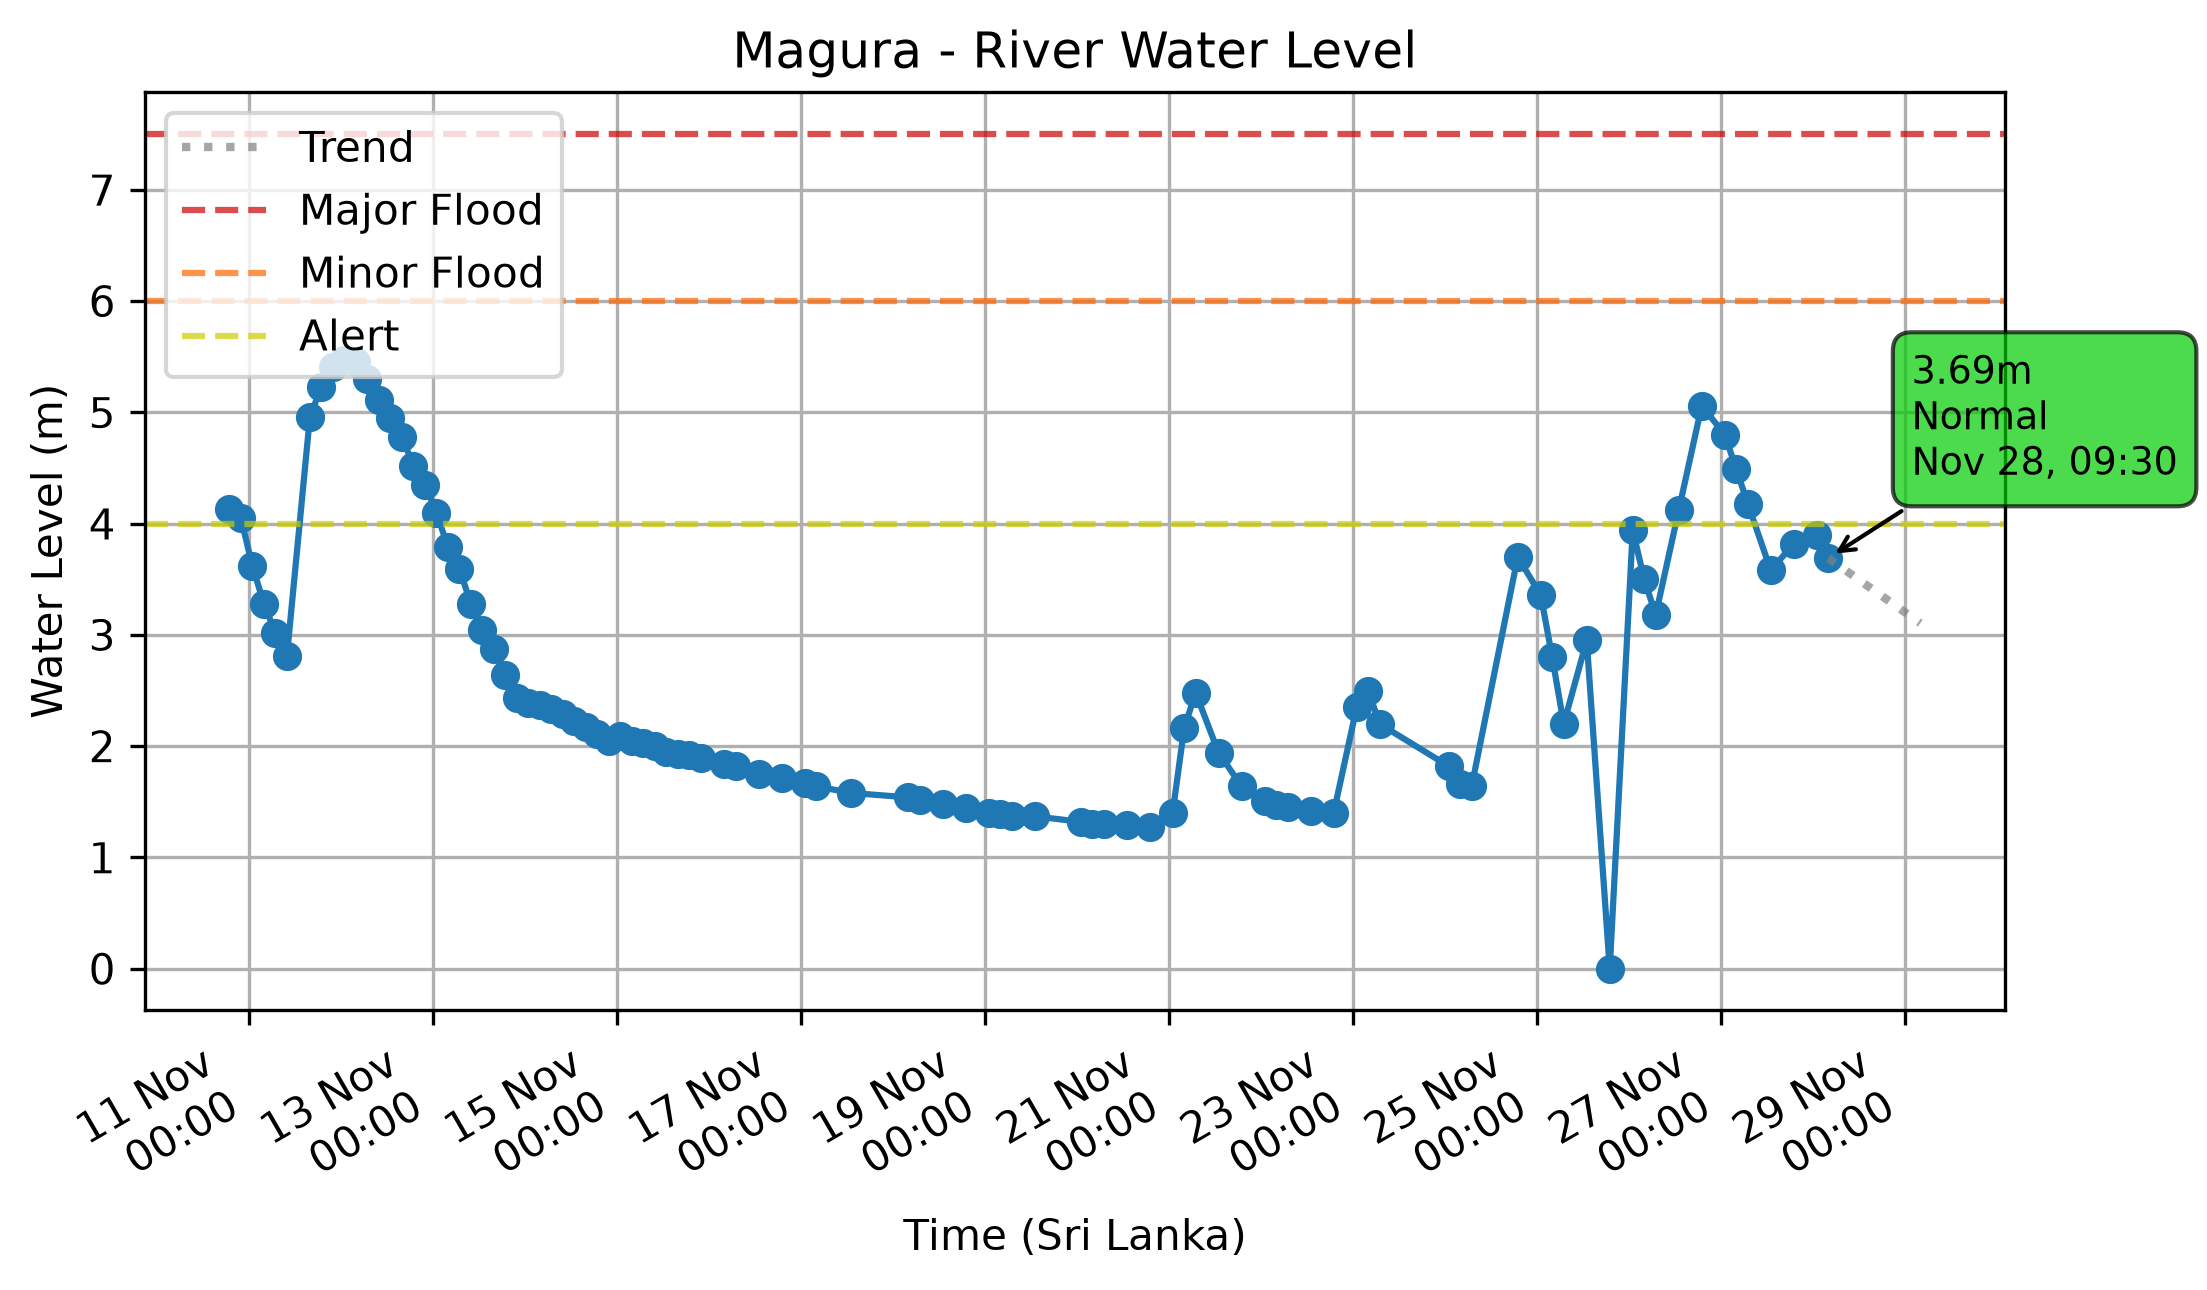 Magura - River Water Level
Trend
Major Flood
Minor Flood
Alert
3.69m
Normal
Nov 28, 09:30
Water Level (m)
7
6
5
4
3
2
1
0
11 Nov
00:00
13 Nov
00:00
15 Nov
00:00
17 Nov
00:00
19 Nov
00:00
21 Nov
00:00
23 Nov
00:00
25 Nov
00:00
27 Nov
00:00
29 Nov
00:00
Time (Sri Lanka)